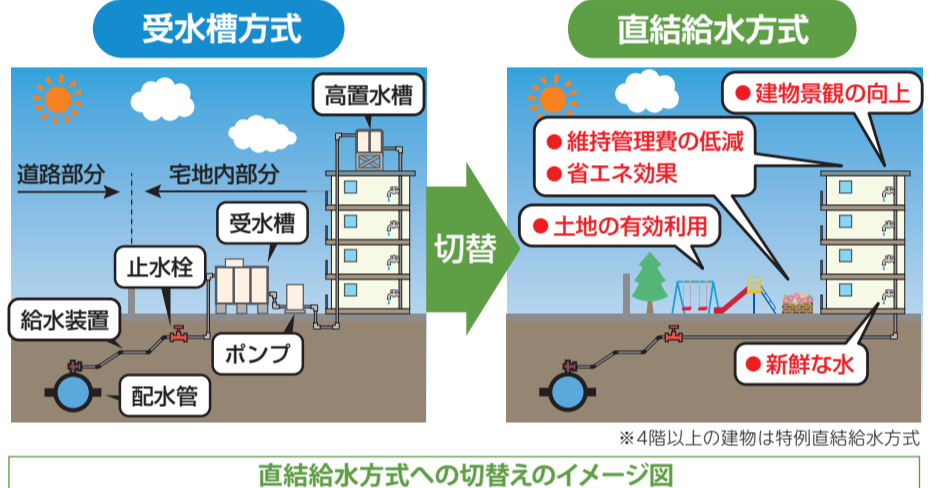 受水槽方式
直結給水方式
高置水槽
道路部分
宅地内部分
受水槽
止水栓
給水装置
ポンプ
配水管
切替
● 建物景観の向上
● 維持管理費の低減
● 省エネ効果
● 土地の有効利用
● 新鮮な水
※4階以上の建物は特例直結給水方式
直結給水方式への切替えのイメージ図